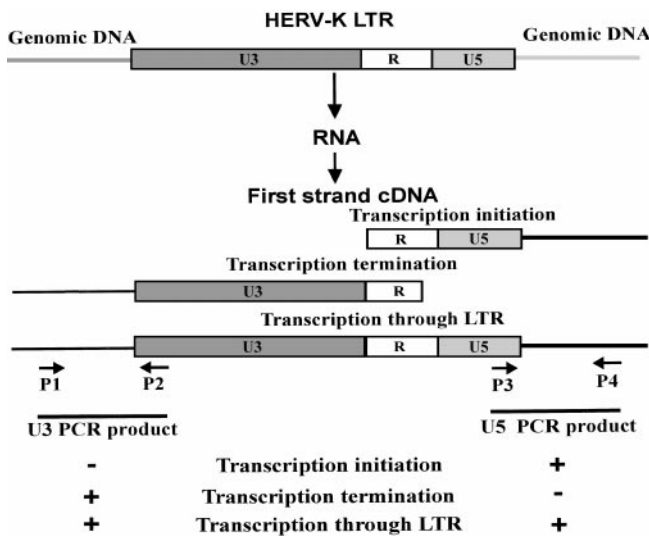 HERV-K LTR
Genomic DNA Genomic DNA
U3 R U5
RNA
First strand cDNA
Transcription initiation
R U5
Transcription termination
U3 R
Transcription through LTR
U3 R U5
P1 P2 P3 P4
U3 PCR product U5 PCR product
- Transcription initiation +
+ Transcription termination -
+ Transcription through LTR +